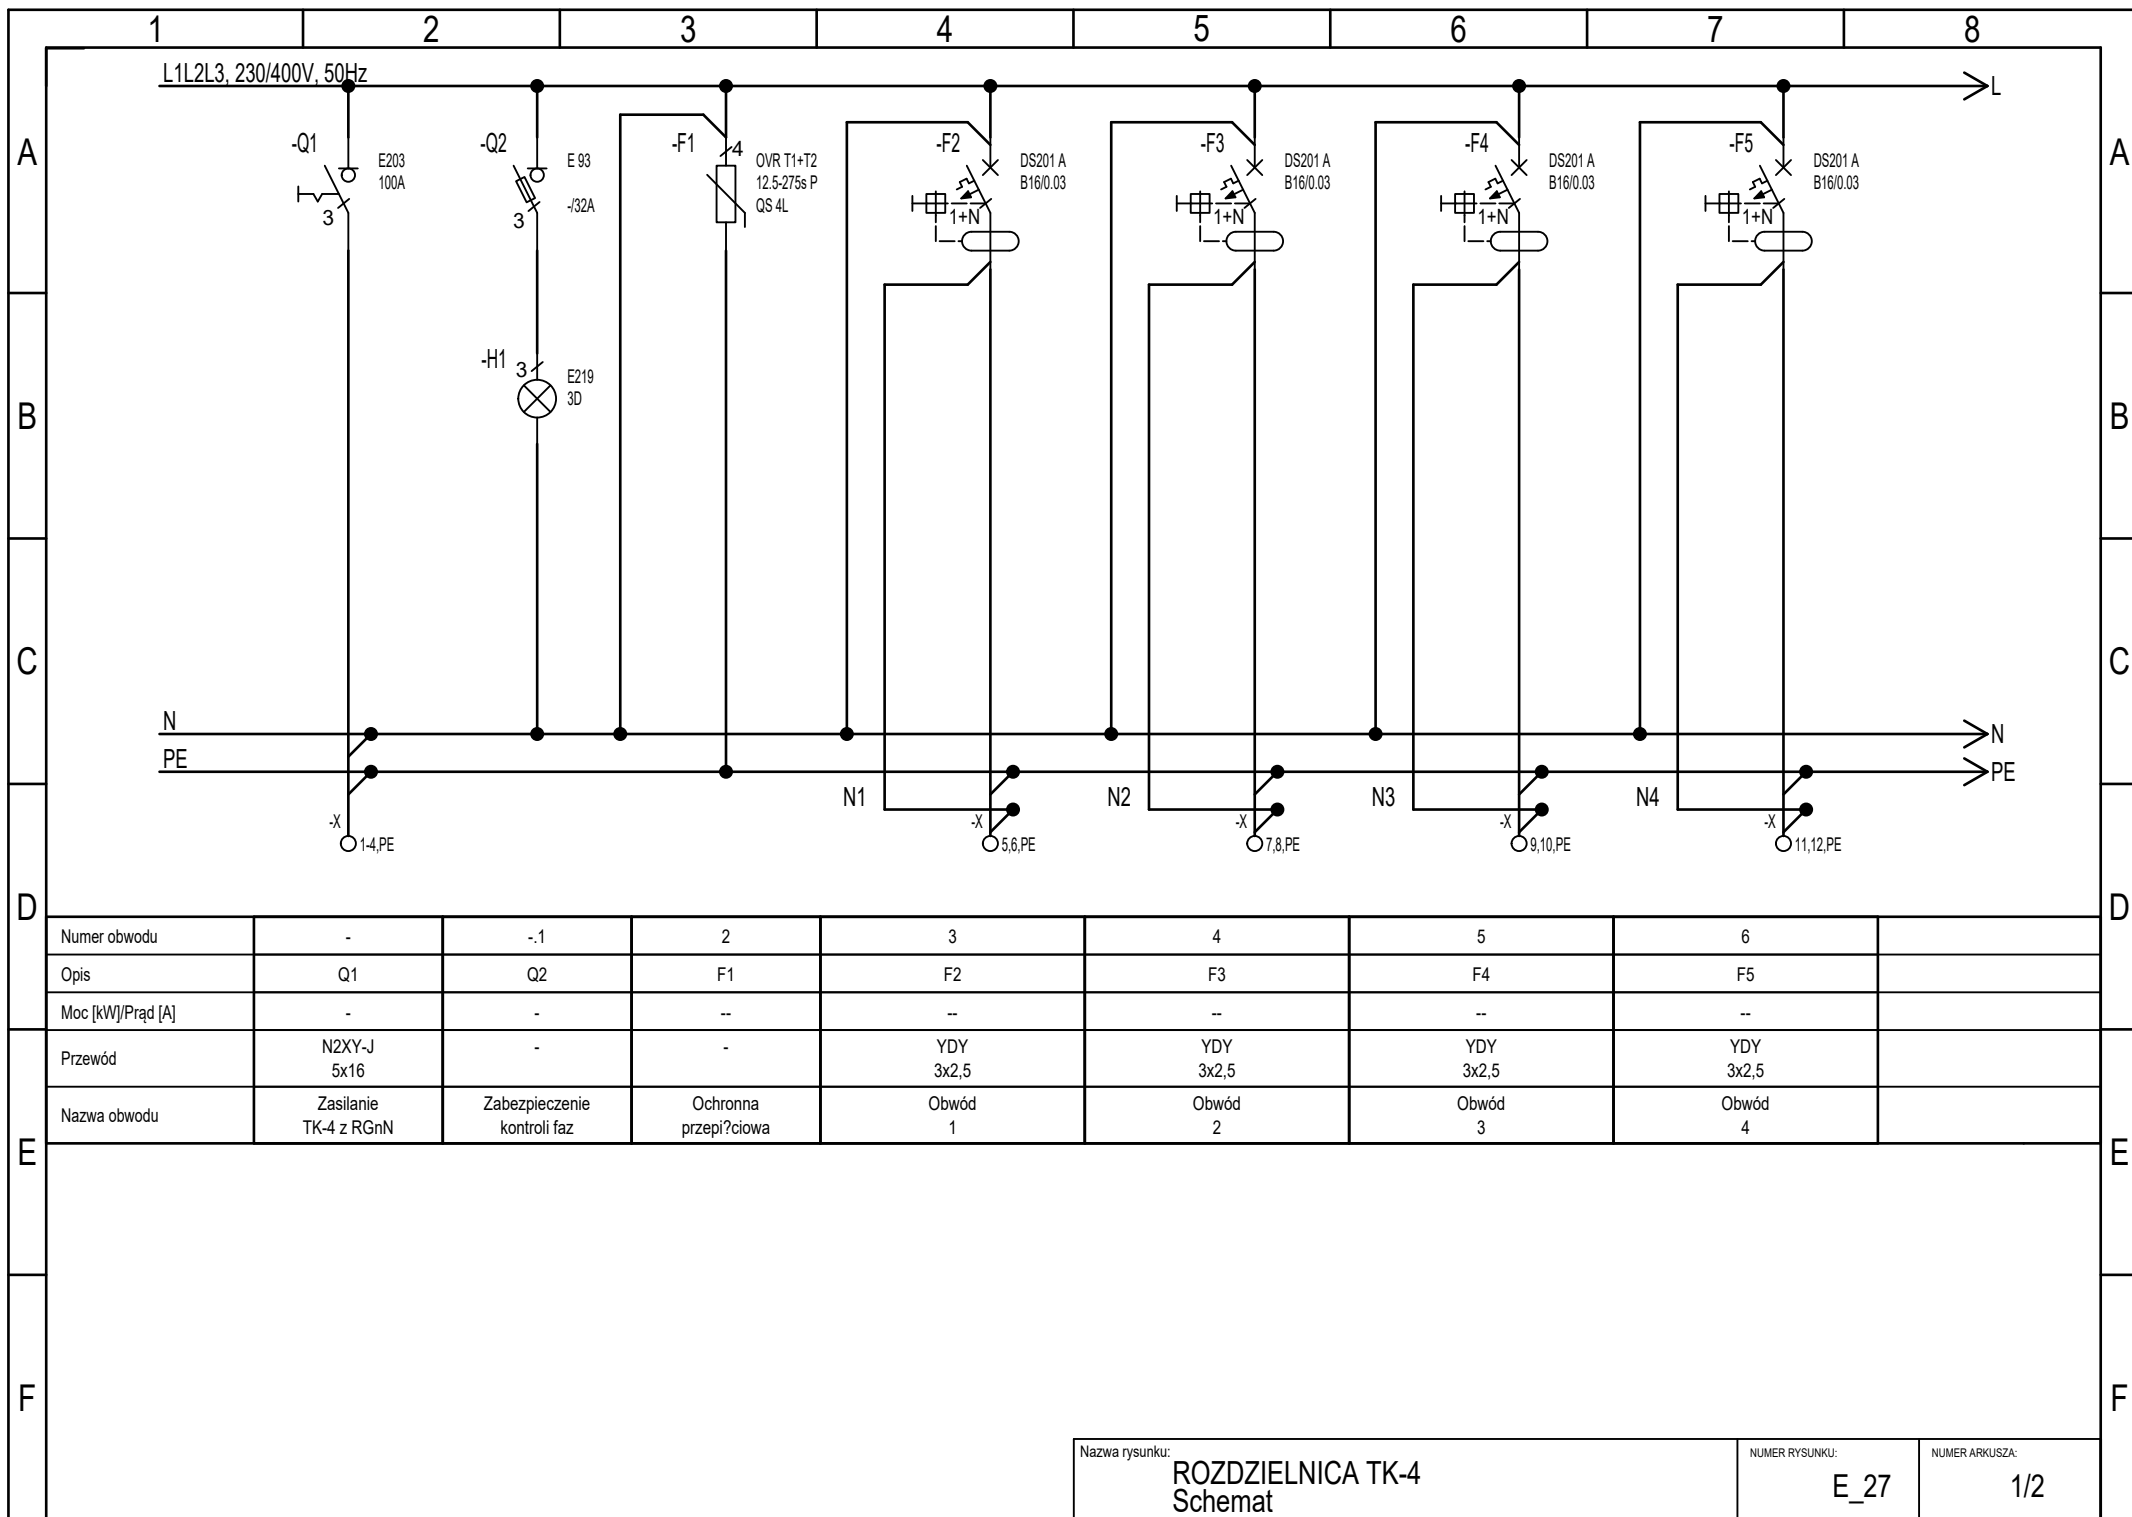 1 2 3 4 5 6 7 8
L1L2L3, 230/400V, 50Hz
L
A
A
-Q1
E203
100A
3
-Q2
E 93
-/32A
3
-F1
4
OVR T1+T2
12.5-275s P
QS 4L
-F2
DS201 A
B16/0.03
1+N
-F3
DS201 A
B16/0.03
1+N
-F4
DS201 A
B16/0.03
1+N
-F5
DS201 A
B16/0.03
1+N
-H1
3
E219
3D
B
B
C
C
N
N
PE
PE
N1
N2
N3
N4
-X
1-4,PE
-X
5,6,PE
-X
7,8,PE
-X
9,10,PE
-X
11,12,PE
D
D
Numer obwodu - -.1 2 3 4 5 6
Opis Q1 Q2 F1 F2 F3 F4 F5
Moc [kW]/Prąd [A] - - -- -- -- -- --
Przewód
N2XY-J
5x16
-
-
YDY
3x2,5
YDY
3x2,5
YDY
3x2,5
YDY
3x2,5
Nazwa obwodu
Zasilanie
TK-4 z RGnN
Zabezpieczenie
kontroli faz
Ochronna
przepi?ciowa
Obwód
1
Obwód
2
Obwód
3
Obwód
4
E
E
F
F
Nazwa rysunku:
ROZDZIELNICA TK-4
Schemat
NUMER RYSUNKU:
E_27
NUMER ARKUSZA:
1/2